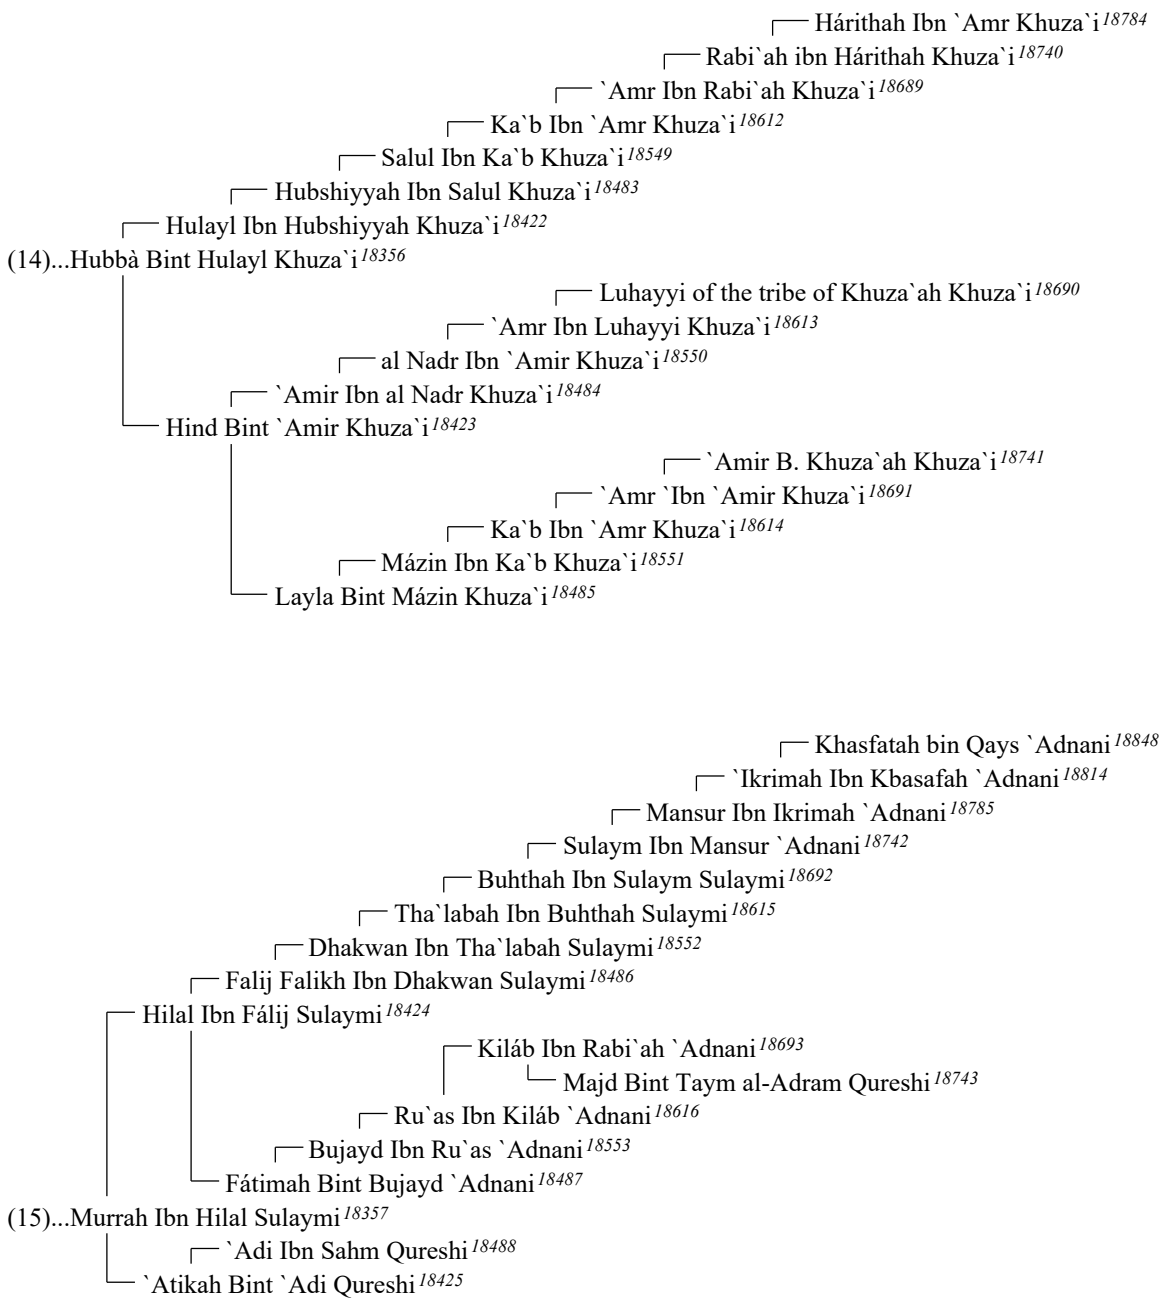 Hárithah Ibn `Amr Khuza`i 18784
Rabi`ah ibn Hárithah Khuza`i 18740
`Amr Ibn Rabi`ah Khuza`i 18689
Ka`b Ibn `Amr Khuza`i 18612
Salul Ibn Ka`b Khuza`i 18549
Hubshiyyah Ibn Salul Khuza`i 18483
Hulayl Ibn Hubshiyyah Khuza`i 18422
(14)...Hubbà Bint Hulayl Khuza`i 18356
Luhayyi of the tribe of Khuza`ah Khuza`i 18690
`Amr Ibn Luhayyi Khuza`i 18613
al Nadr Ibn `Amir Khuza`i 18550
`Amir Ibn al Nadr Khuza`i 18484
Hind Bint `Amir Khuza`i 18423
`Amir B. Khuza`ah Khuza`i 18741
`Amr `Ibn `Amir Khuza`i 18691
Ka`b Ibn `Amr Khuza`i 18614
Mázin Ibn Ka`b Khuza`i 18551
Layla Bint Mázin Khuza`i 18485
Khasfatah bin Qays `Adnani 18848
`Ikrimah Ibn Kbasafah `Adnani 18814
Mansur Ibn Ikrimah `Adnani 18785
Sulaym Ibn Mansur `Adnani 18742
Buhthah Ibn Sulaym Sulaymi 18692
Tha`labah Ibn Buhthah Sulaymi 18615
Dhakwan Ibn Tha`labah Sulaymi 18552
Falij Falikh Ibn Dhakwan Sulaymi 18486
Hilal Ibn Fálij Sulaymi 18424
Kiláb Ibn Rabi`ah `Adnani 18693
Majd Bint Taym al-Adram Qureshi 18743
Ru`as Ibn Kiláb `Adnani 18616
Bujayd Ibn Ru`as `Adnani 18553
Fátimah Bint Bujayd `Adnani 18487
(15)...Murrah Ibn Hilal Sulaymi 18357
`Adi Ibn Sahm Qureshi 18488
`Atikah Bint `Adi Qureshi 18425